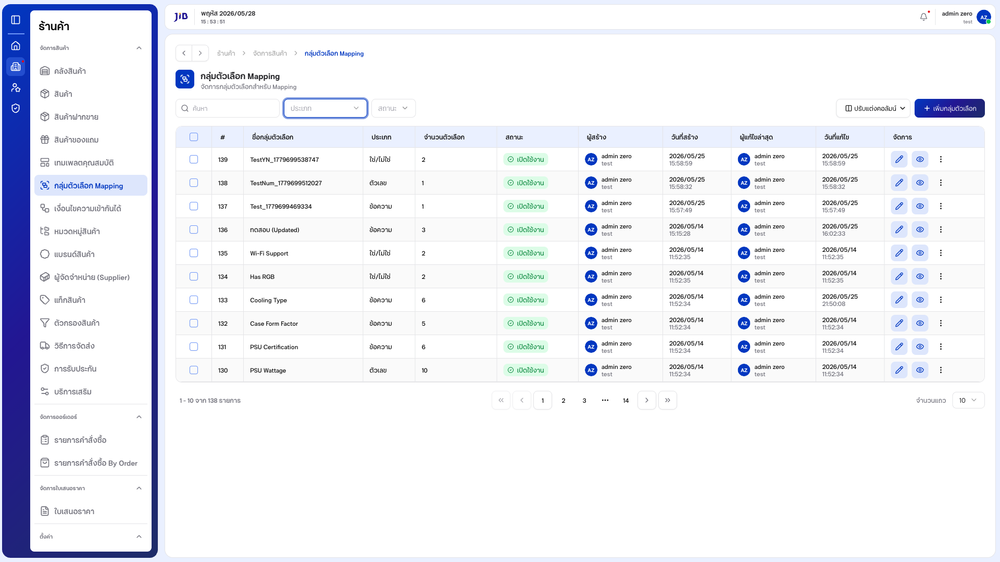 ร้านค้า
จัดการสินค้า
คลังสินค้า
สินค้า
สินค้าฝากขาย
สินค้าของแถม
เทมเพลตคุณสมบัติ
กลุ่มตัวเลือก Mapping
เงื่อนไขความเข้ากันได้
หมวดหมู่สินค้า
แบรนด์สินค้า
ผู้จัดจำหน่าย (Supplier)
แท็กสินค้า
ตัวกรองสินค้า
วิธีการจัดส่ง
การรับประกัน
บริการเสริม
จัดการออร์เดอร์
รายการคำสั่งซื้อ
รายการคำสั่งซื้อ By Order
จัดการใบเสนอราคา
ใบเสนอราคา
ตั้งค่า
JIB
พฤหัส 2026/05/28
15 : 53 : 51
admin zero
test
AZ
ร้านค้า จัดการสินค้า กลุ่มตัวเลือก Mapping
กลุ่มตัวเลือก Mapping
จัดการกลุ่มตัวเลือกสำหรับ Mapping
ค้นหา ประเภท สถานะ ปรับแต่งคอลัมน์ + เพิ่มกลุ่มตัวเลือก
# ชื่อกลุ่มตัวเลือก ประเภท จำนวนตัวเลือก สถานะ ผู้สร้าง วันที่สร้าง ผู้แก้ไขล่าสุด วันที่แก้ไข จัดการ
139 TestYN_1779699538747 ใช่/ไม่ใช่ 2 เปิดใช้งาน AZ admin zero test 2026/05/25 15:58:59 AZ admin zero test 2026/05/25 15:58:59
138 TestNum_1779699512027 ตัวเลข 1 เปิดใช้งาน AZ admin zero test 2026/05/25 15:58:32 AZ admin zero test 2026/05/25 15:58:32
137 Test_1779699469334 ข้อความ 1 เปิดใช้งาน AZ admin zero test 2026/05/25 15:57:49 AZ admin zero test 2026/05/25 15:57:49
136 ทดสอบ (Updated) ข้อความ 3 เปิดใช้งาน AZ admin zero test 2026/05/14 15:15:28 AZ admin zero test 2026/05/25 16:02:33
135 Wi-Fi Support ใช่/ไม่ใช่ 2 เปิดใช้งาน AZ admin zero test 2026/05/14 11:52:35 AZ admin zero test 2026/05/14 11:52:35
134 Has RGB ใช่/ไม่ใช่ 2 เปิดใช้งาน AZ admin zero test 2026/05/14 11:52:35 AZ admin zero test 2026/05/14 11:52:35
133 Cooling Type ข้อความ 6 เปิดใช้งาน AZ admin zero test 2026/05/14 11:52:34 AZ admin zero test 2026/05/25 21:50:08
132 Case Form Factor ข้อความ 5 เปิดใช้งาน AZ admin zero test 2026/05/14 11:52:34 AZ admin zero test 2026/05/14 11:52:34
131 PSU Certification ข้อความ 6 เปิดใช้งาน AZ admin zero test 2026/05/14 11:52:34 AZ admin zero test 2026/05/14 11:52:34
130 PSU Wattage ตัวเลข 10 เปิดใช้งาน AZ admin zero test 2026/05/14 11:52:34 AZ admin zero test 2026/05/14 11:52:34
1 - 10 จาก 138 รายการ 1 2 3 ••• 14 จำนวนแถว 10